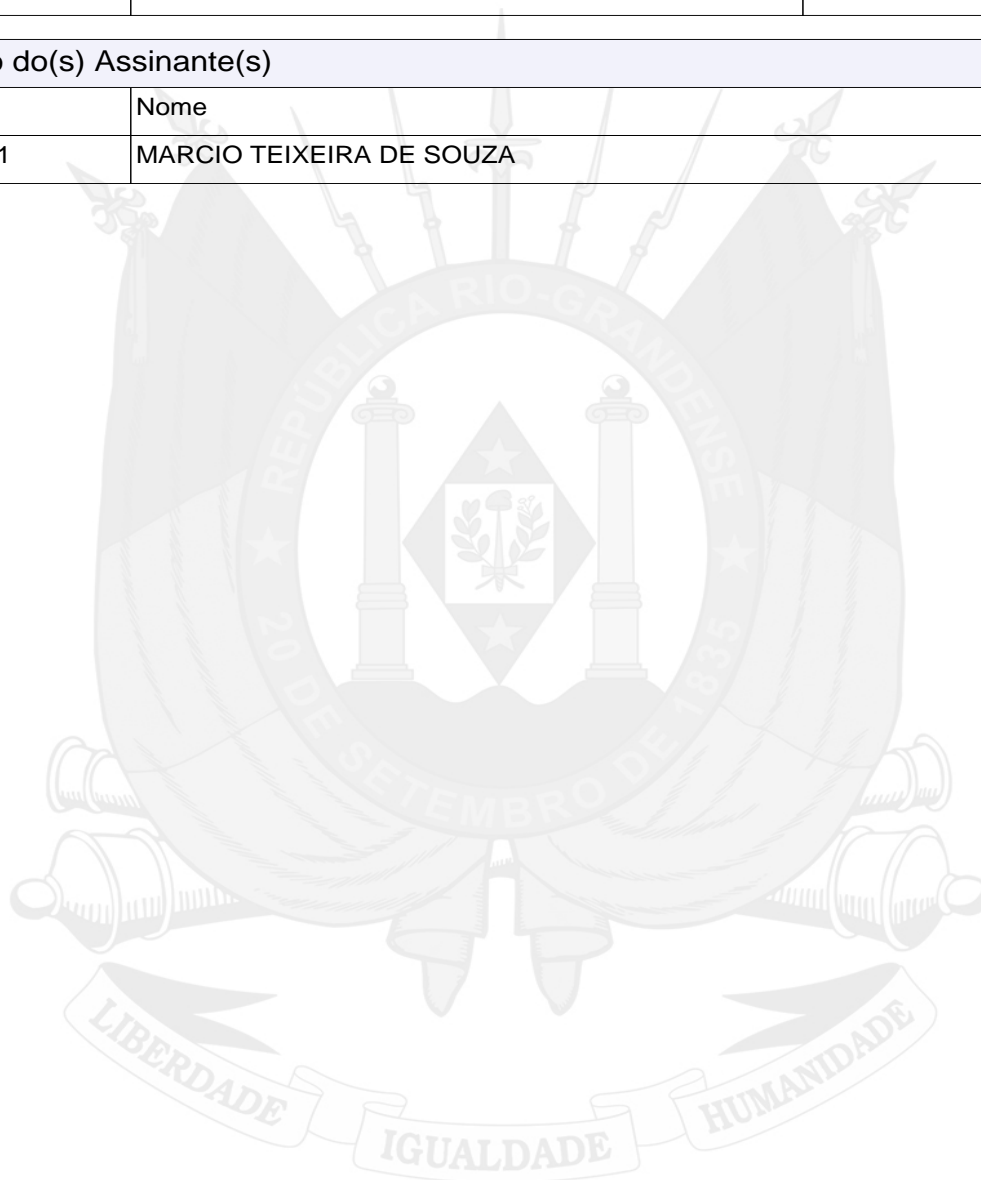 o do(s) Assinante(s)
Nome
1 MARCIO TEIXEIRA DE SOUZA
REPÚBLICA RIO-GRANDENSE
★ 20 DE SETEMBRO DE 1835 ★
LIBERDADE IGUALDADE HUMANIDADE